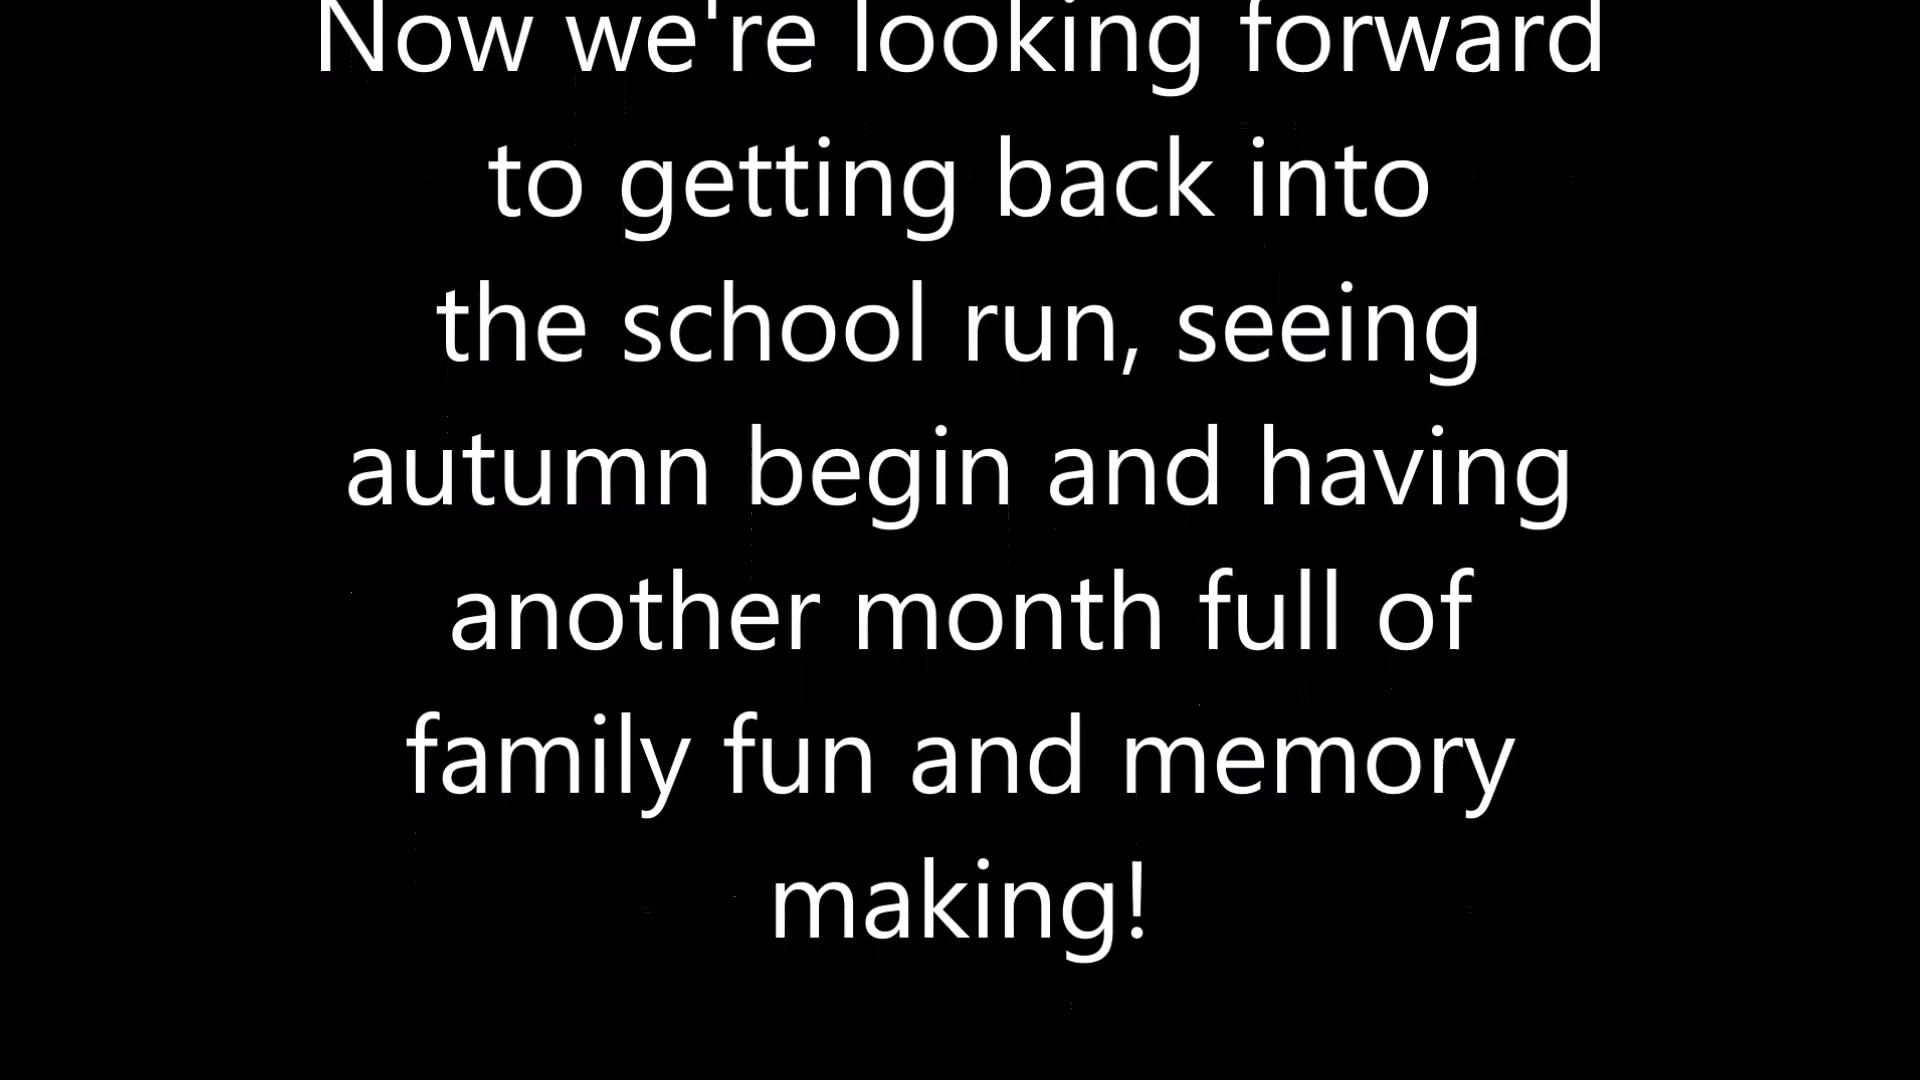 Now we're looking forward
to getting back into
the school run, seeing
autumn begin and having
another month full of
family fun and memory
making!